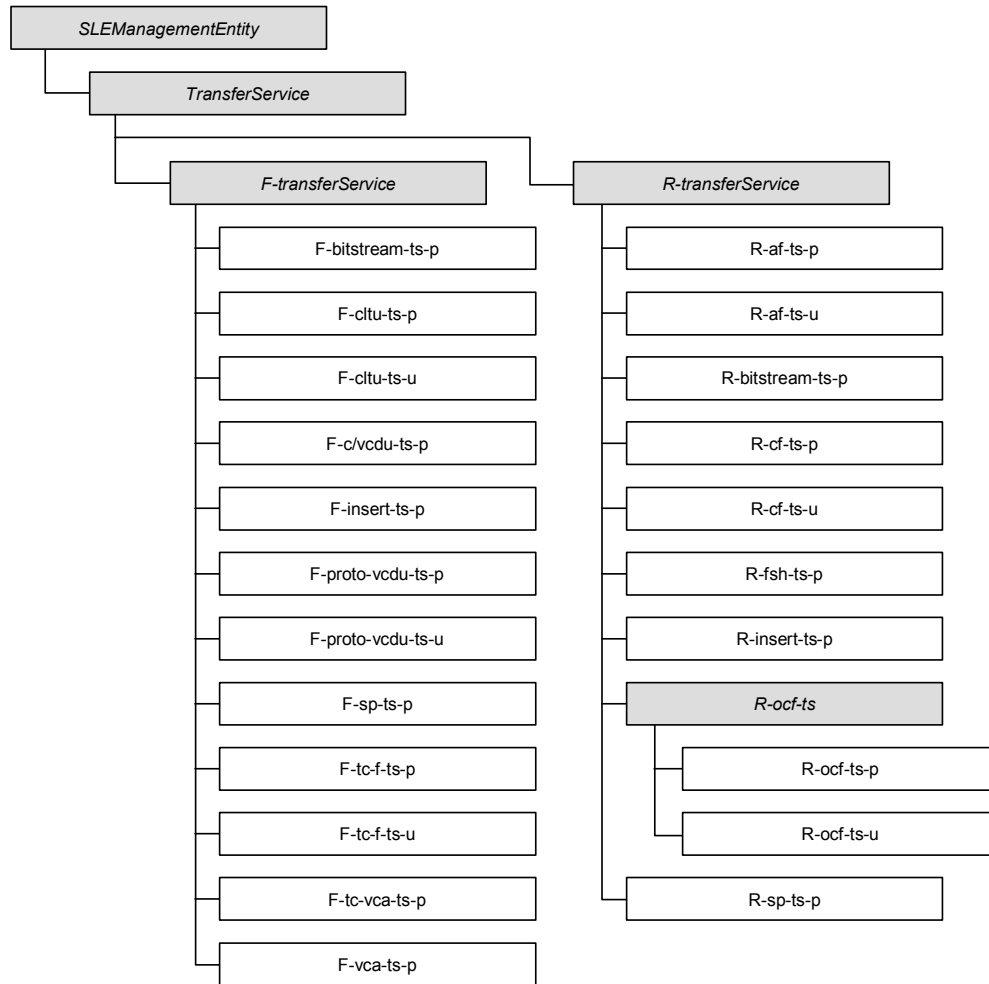 SLEManagementEntity
TransferService
F-transferService
F-bitstream-ts-p
F-cltu-ts-p
F-cltu-ts-u
F-c/vcdu-ts-p
F-insert-ts-p
F-proto-vcdu-ts-p
F-proto-vcdu-ts-u
F-sp-ts-p
F-tc-f-ts-p
F-tc-f-ts-u
F-tc-vca-ts-p
F-vca-ts-p
R-transferService
R-af-ts-p
R-af-ts-u
R-bitstream-ts-p
R-cf-ts-p
R-cf-ts-u
R-fsh-ts-p
R-insert-ts-p
R-ocf-ts
R-ocf-ts-p
R-ocf-ts-u
R-sp-ts-p